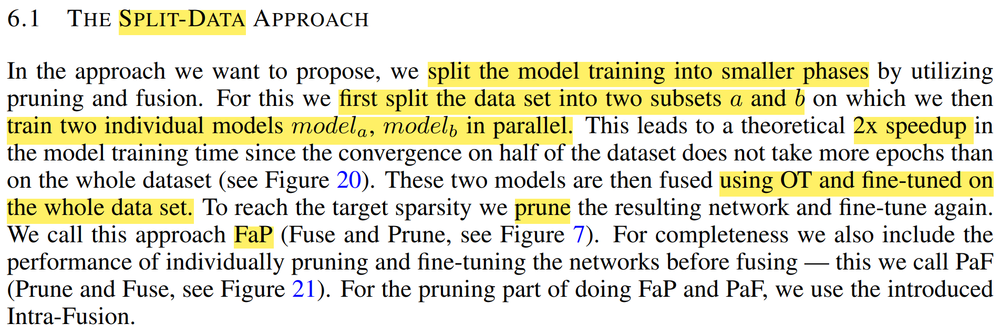 6.1 THE SPLIT-DATA APPROACH
In the approach we want to propose, we split the model training into smaller phases by utilizing
pruning and fusion. For this we first split the data set into two subsets a and b on which we then
train two individual models model_a, model_b in parallel. This leads to a theoretical 2x speedup in
the model training time since the convergence on half of the dataset does not take more epochs than
on the whole dataset (see Figure 20). These two models are then fused using OT and fine-tuned on
the whole data set. To reach the target sparsity we prune the resulting network and fine-tune again.
We call this approach FaP (Fuse and Prune, see Figure 7). For completeness we also include the
performance of individually pruning and fine-tuning the networks before fusing — this we call PaF
(Prune and Fuse, see Figure 21). For the pruning part of doing FaP and PaF, we use the introduced
Intra-Fusion.